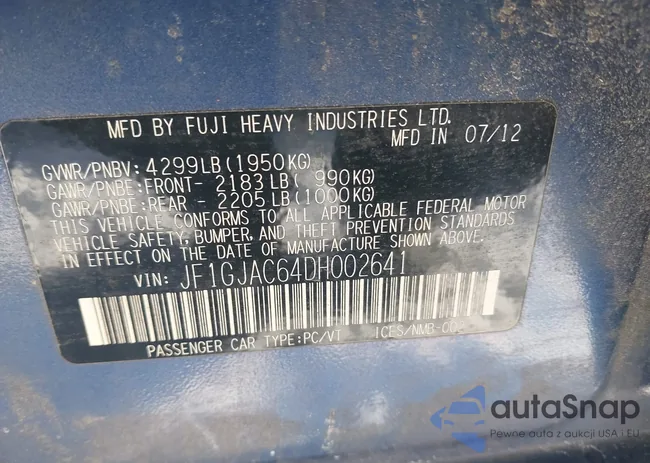 MFD BY FUJI HEAVY INDUSTRIES LTD.
MFD IN 07/12
GVWR/PNBV: 4299LB(1950KG)
GAWR/PNBE:FRONT- 2183LB( 990KG)
GAWR/PNBE:REAR - 2205LB(1000KG)
THIS VEHICLE CONFORMS TO ALL APPLICABLE FEDERAL MOTOR
VEHICLE SAFETY, BUMPER, AND THEFT PREVENTION STANDARDS
IN EFFECT ON THE DATE OF MANUFACTURE SHOWN ABOVE.
VIN: JF1GJAC64DH002641
PASSENGER CAR TYPE:PC/VT ICES/NMB-002
autaSnap
Pewne auta z aukcji USA i EU